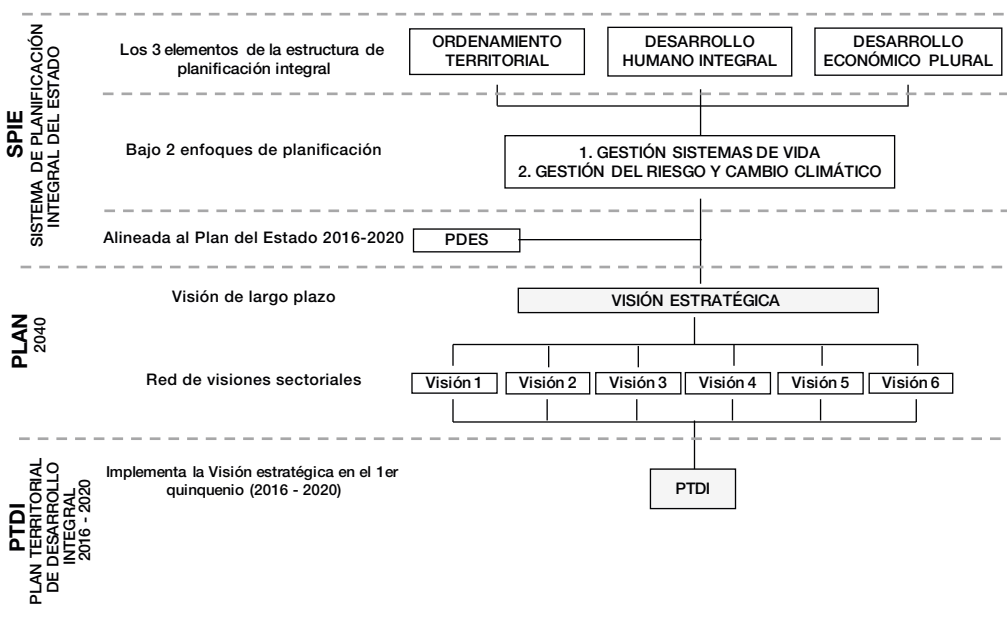 SPIE
SISTEMA DE PLANIFICACIÓN
INTEGRAL DEL ESTADO
Los 3 elementos de la estructura de
planificación integral
ORDENAMIENTO
TERRITORIAL
DESARROLLO
HUMANO INTEGRAL
DESARROLLO
ECONÓMICO PLURAL
Bajo 2 enfoques de planificación
1. GESTIÓN SISTEMAS DE VIDA
2. GESTIÓN DEL RIESGO Y CAMBIO CLIMÁTICO
Alineada al Plan del Estado 2016-2020
PDES
PLAN
2040
Visión de largo plazo
VISIÓN ESTRATÉGICA
Red de visiones sectoriales
Visión 1
Visión 2
Visión 3
Visión 4
Visión 5
Visión 6
PTDI
PLAN TERRITORIAL
DE DESARROLLO
INTEGRAL
2016 - 2020
Implementa la Visión estratégica en el 1er
quinquenio (2016 - 2020)
PTDI